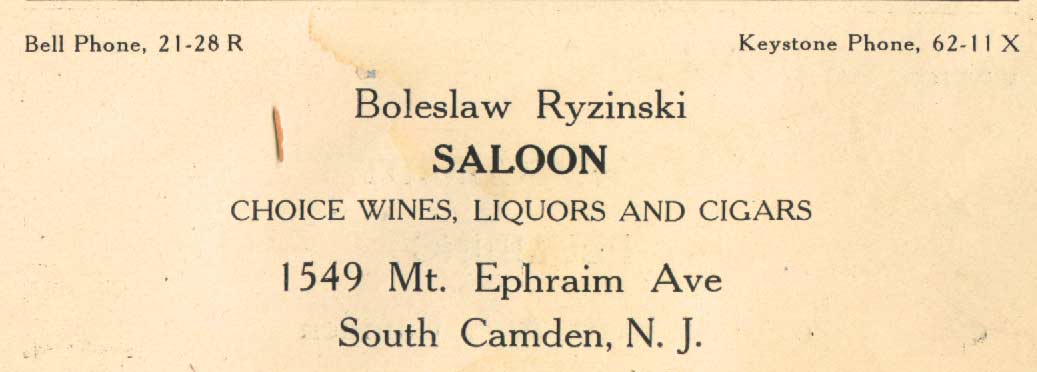 Bell Phone, 21-28 R
Keystone Phone, 62-11 X
Boleslaw Ryzinski
SALOON
CHOICE WINES, LIQUORS AND CIGARS
1549 Mt. Ephraim Ave
South Camden, N. J.